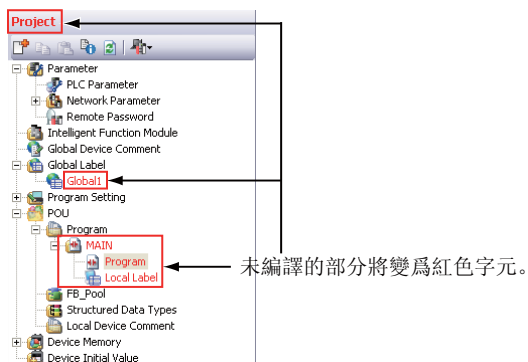 Project
Parameter
PLC Parameter
Network Parameter
Remote Password
Intelligent Function Module
Global Device Comment
Global Label
Global1
Program Setting
POU
Program
MAIN
Program
Local Label
未編譯的部分將變爲紅色字元。
FB_Pool
Structured Data Types
Local Device Comment
Device Memory
Device Initial Value